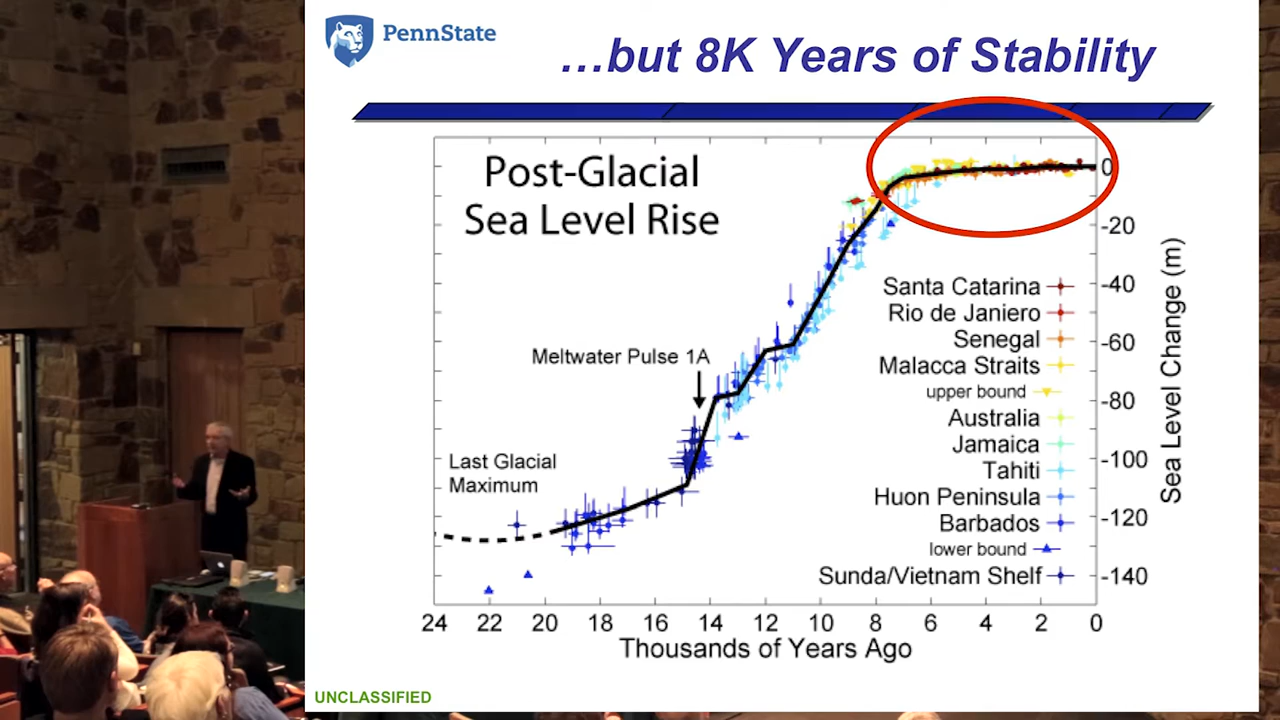 PennState
...but 8K Years of Stability
Post-Glacial
Sea Level Rise
0
-20
-40
-60
-80
-100
-120
-140
Sea Level Change (m)
Santa Catarina
Rio de Janiero
Senegal
Malacca Straits
upper bound
Australia
Jamaica
Tahiti
Huon Peninsula
Barbados
lower bound
Sunda/Vietnam Shelf
Meltwater Pulse 1A
Last Glacial
Maximum
24 22 20 18 16 14 12 10 8 6 4 2 0
Thousands of Years Ago
UNCLASSIFIED